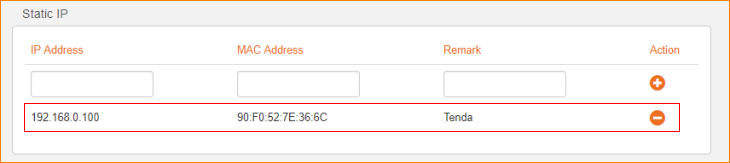 Static IP
IP Address MAC Address Remark Action
192.168.0.100 90:F0:52:7E:36:6C Tenda